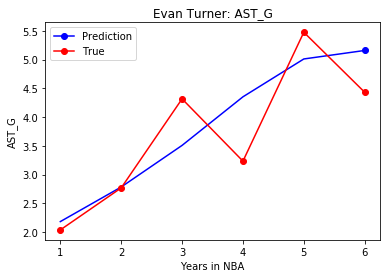 Evan Turner: AST_G
Prediction
True
AST_G
5.5
5.0
4.5
4.0
3.5
3.0
2.5
2.0
1 2 3 4 5 6
Years in NBA